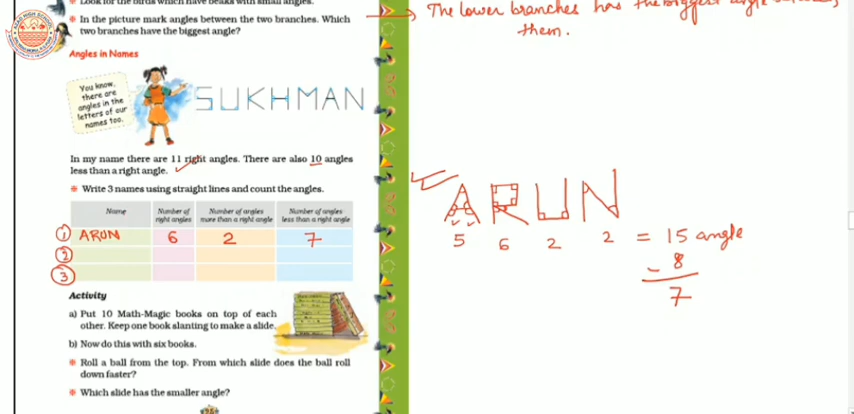 Look for the birds which have beaks with small angles.
✻ In the picture mark angles between the two branches. Which
two branches have the biggest angle?
The lower branches has the biggest angle
them.
Angles in Names
You know,
there are
angles in the
letters of our
names too.
SUKHMAN
In my name there are 11 right angles. There are also 10 angles
less than a right angle.
✻ Write 3 names using straight lines and count the angles.
Name Number of right angles Number of angles more than a right angle Number of angles less than a right angle
① ARUN 6 2 7
②
③
ARUN
5 6 2 2 = 15 angle
- 8
7
Activity
a) Put 10 Math-Magic books on top of each
other. Keep one book slanting to make a slide.
b) Now do this with six books.
✻ Roll a ball from the top. From which slide does the ball roll
down faster?
✻ Which slide has the smaller angle?